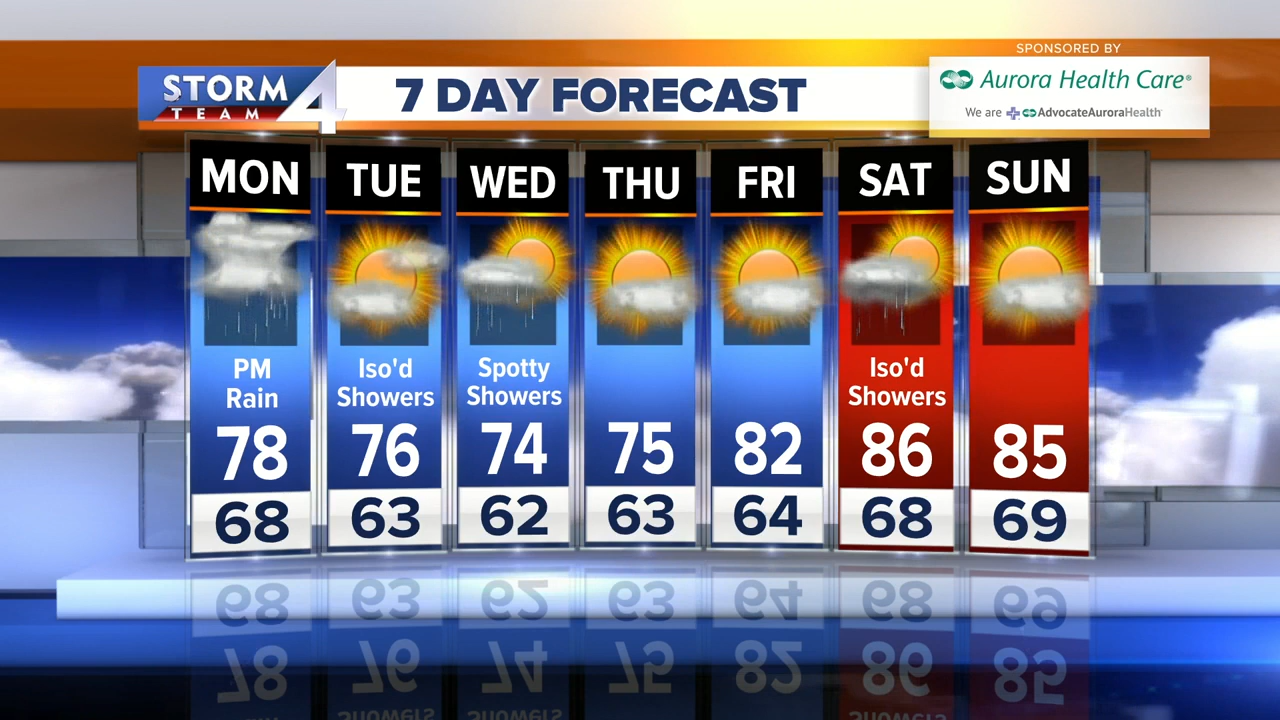 SPONSORED BY
STORM
TEAM
4
7 DAY FORECAST
Aurora Health Care®
We are AdvocateAuroraHealth
MON
TUE
WED
THU
FRI
SAT
SUN
PM
Rain
Iso'd
Showers
Spotty
Showers
Iso'd
Showers
78
76
74
75
82
86
85
68
63
62
63
64
68
69